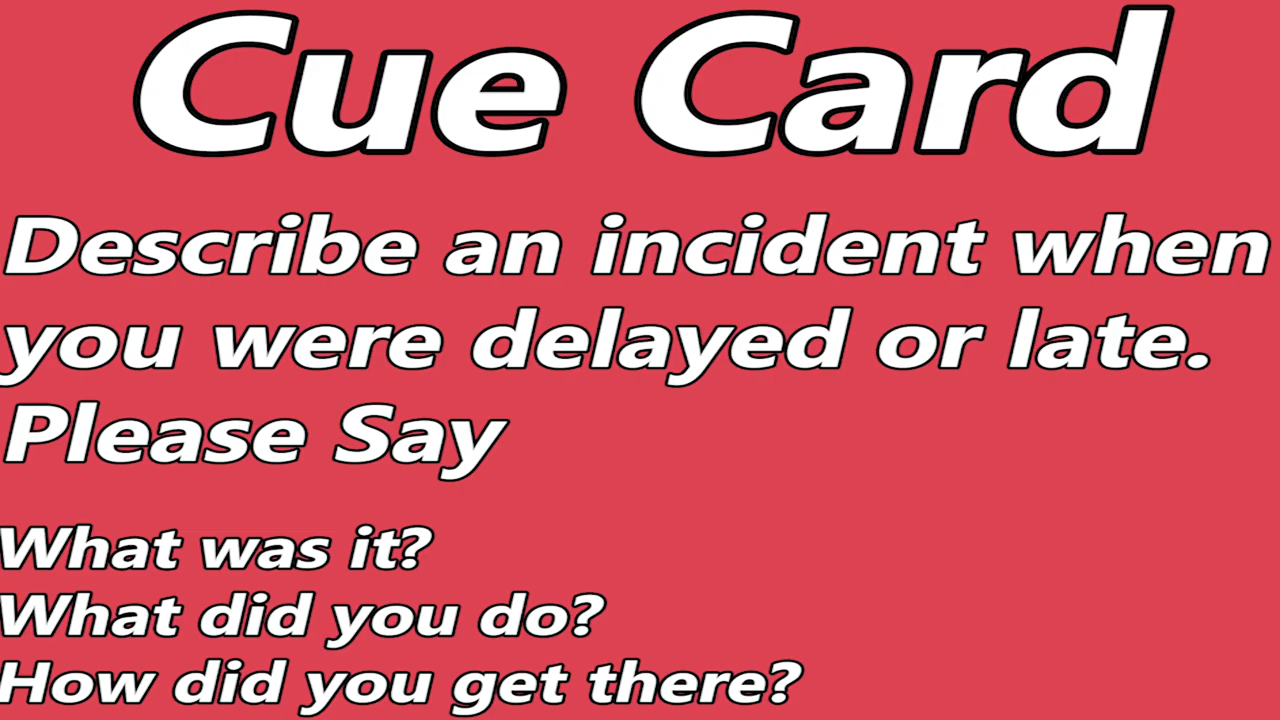 Cue Card
Describe an incident when
you were delayed or late.
Please Say
What was it?
What did you do?
How did you get there?